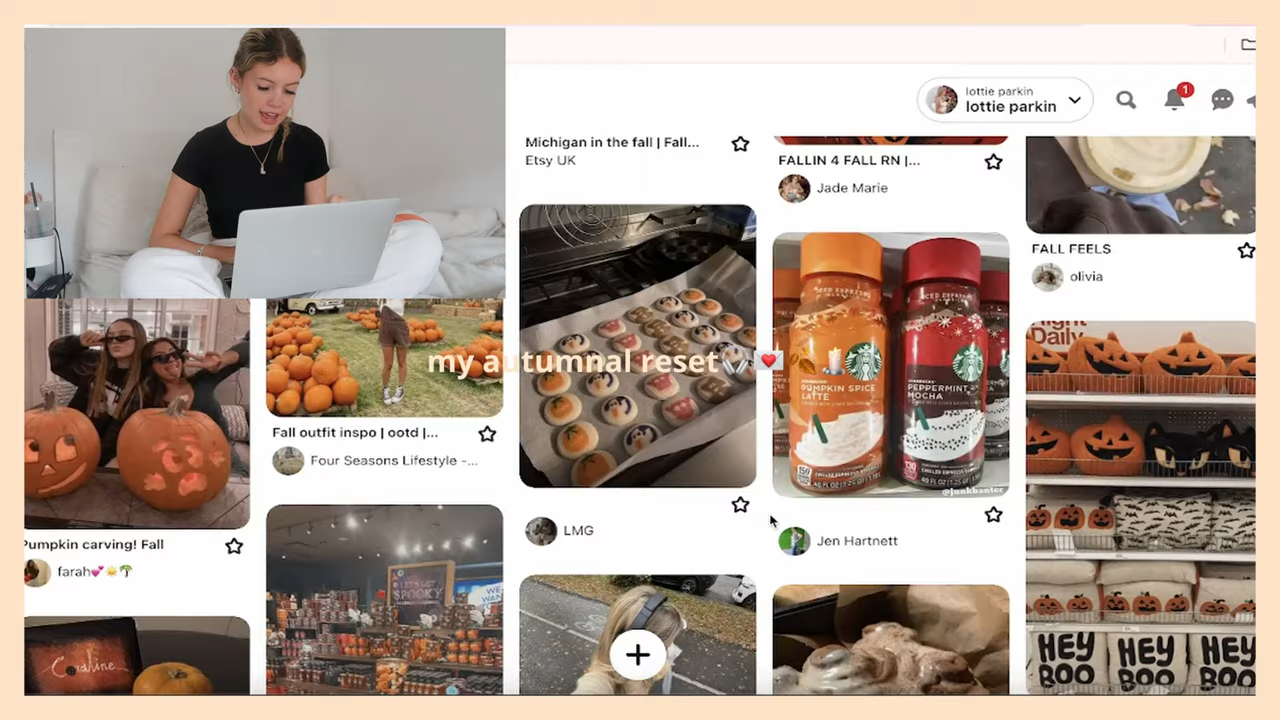 lottie parkin
lottie parkin
1
Michigan in the fall | Fall...
Etsy UK
FALLIN 4 FALL RN |...
Jade Marie
FALL FEELS
olivia
my autumnal reset
Fall outfit inspo | ootd |...
Four Seasons Lifestyle -...
Pumpkin carving! Fall
farah
LMG
PUMPKIN SPICE
LATTE
PEPPERMINT
MOCHA
@junkbanter
Jen Hartnett
Daily
LET'S GET
SPOOKY
Coraline
HEY
BOO
HEY
BOO
HEY
BOO